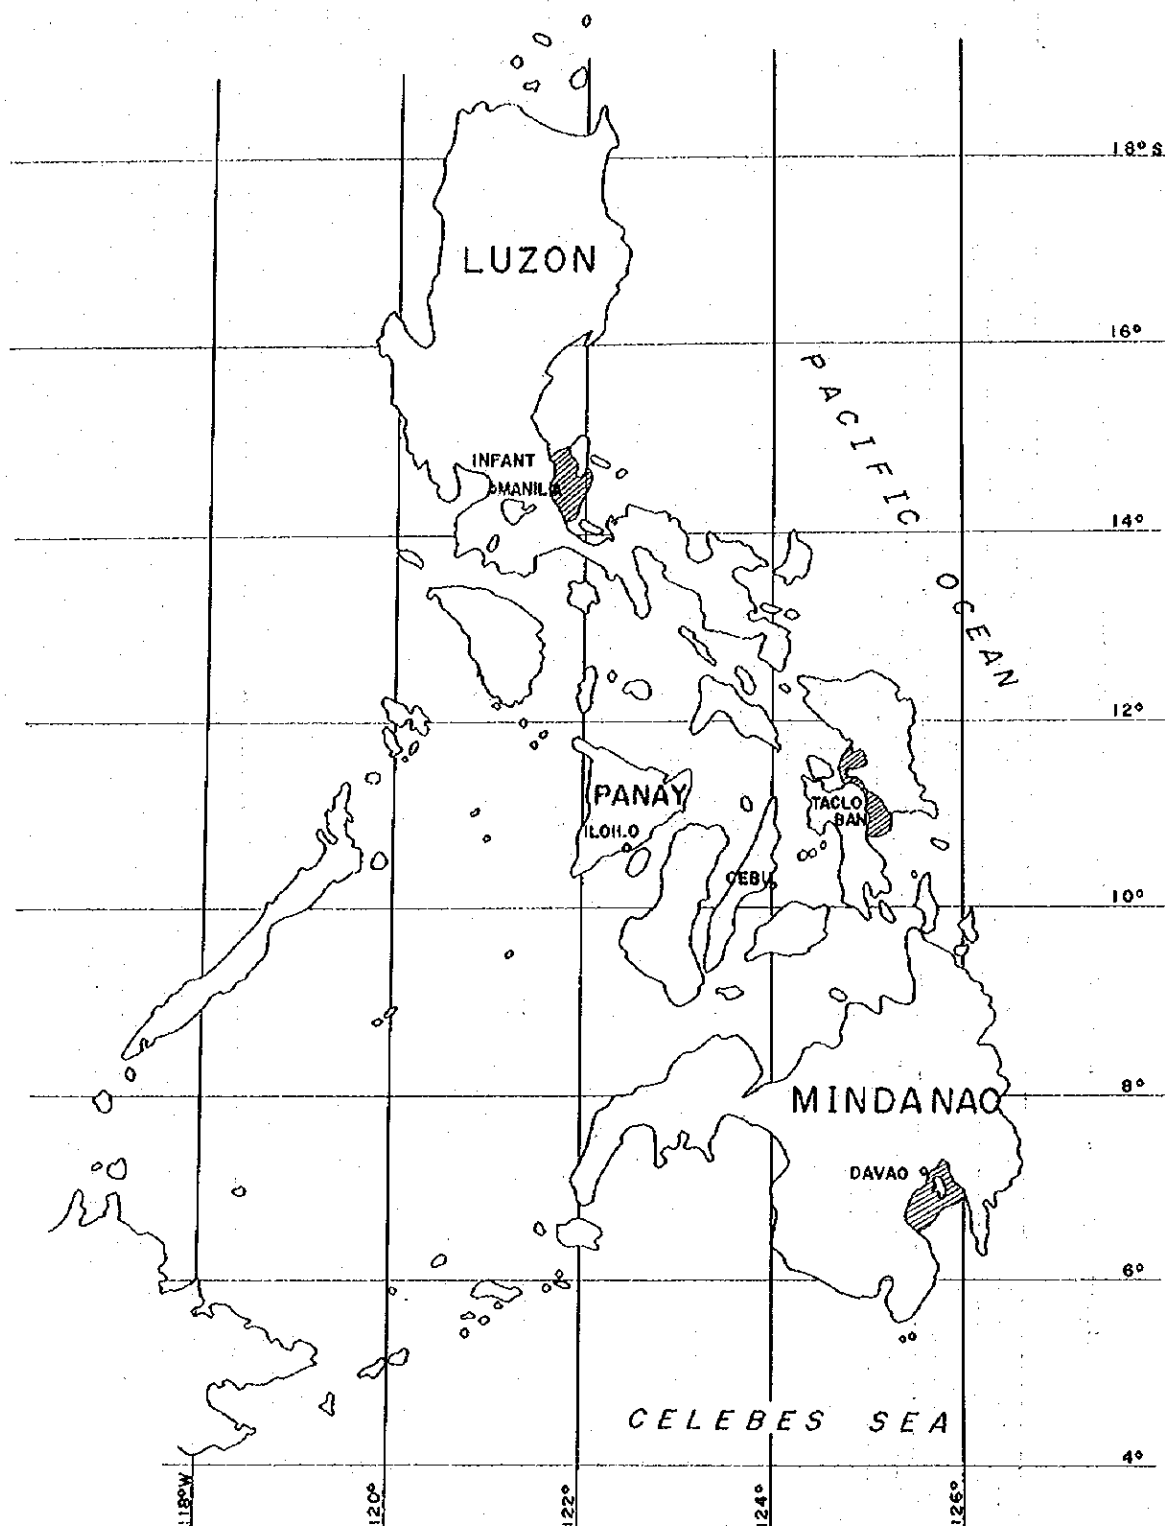 18° S
LUZON
16°
PACIFIC
INFANT
MANILA
14°
OCEAN
12°
PANAY
TACLO
BAN
ILOILO
CEBU
10°
8°
MINDANAO
DAVAO
6°
CELEBES SEA
4°
118° W
120°
122°
124°
126°